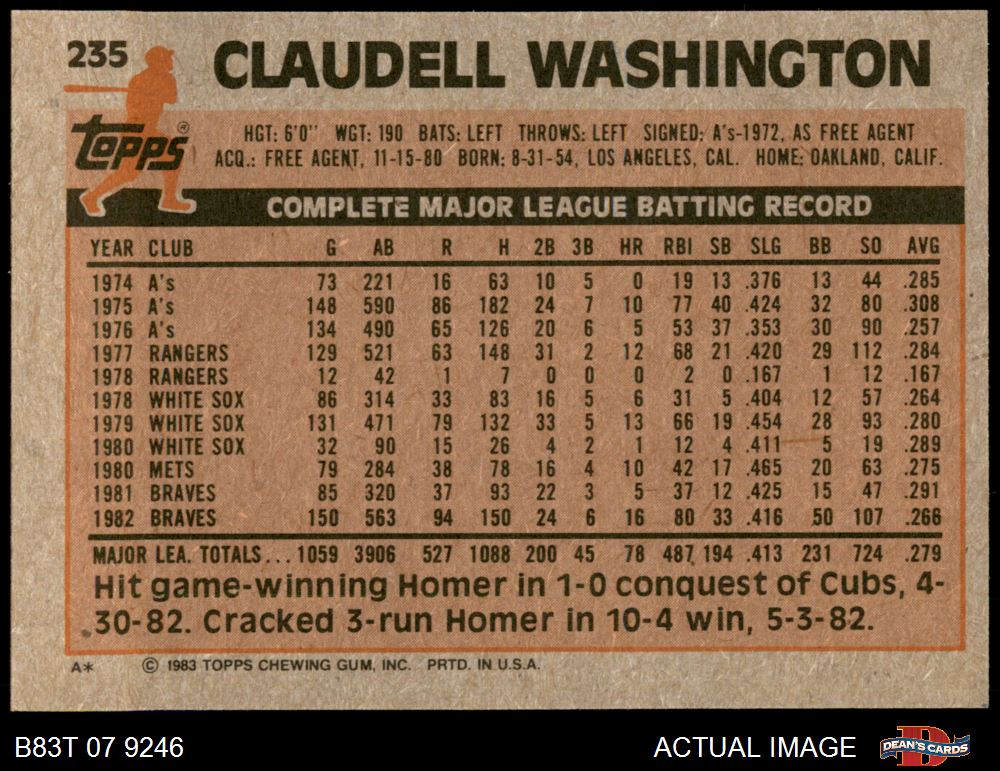 235 CLAUDELL WASHINGTON
Topps®
HGT: 6'0" WGT: 190 BATS: LEFT THROWS: LEFT SIGNED: A's-1972, AS FREE AGENT
ACQ.: FREE AGENT, 11-15-80 BORN: 8-31-54, LOS ANGELES, CAL. HOME: OAKLAND, CALIF.
COMPLETE MAJOR LEAGUE BATTING RECORD
YEAR CLUB G AB R H 2B 3B HR RBI SB SLG BB SO AVG
1974 A's 73 221 16 63 10 5 0 19 13 .376 13 44 .285
1975 A's 148 590 86 182 24 7 10 77 40 .424 32 80 .308
1976 A's 134 490 65 126 20 6 5 53 37 .353 30 90 .257
1977 RANGERS 129 521 63 148 31 2 12 68 21 .420 29 112 .284
1978 RANGERS 12 42 1 7 0 0 0 2 0 .167 1 12 .167
1978 WHITE SOX 86 314 33 83 16 5 6 31 5 .404 12 57 .264
1979 WHITE SOX 131 471 79 132 33 5 13 66 19 .454 28 93 .280
1980 WHITE SOX 32 90 15 26 4 2 1 12 4 .411 5 19 .289
1980 METS 79 284 38 78 16 4 10 42 17 .465 20 63 .275
1981 BRAVES 85 320 37 93 22 3 5 37 12 .425 15 47 .291
1982 BRAVES 150 563 94 150 24 6 16 80 33 .416 50 107 .266
MAJOR LEA. TOTALS... 1059 3906 527 1088 200 45 78 487 194 .413 231 724 .279
Hit game-winning Homer in 1-0 conquest of Cubs, 4-
30-82. Cracked 3-run Homer in 10-4 win, 5-3-82.
A* © 1983 TOPPS CHEWING GUM, INC. PRTD. IN U.S.A.
B83T 07 9246 ACTUAL IMAGE DEAN'S CARDS